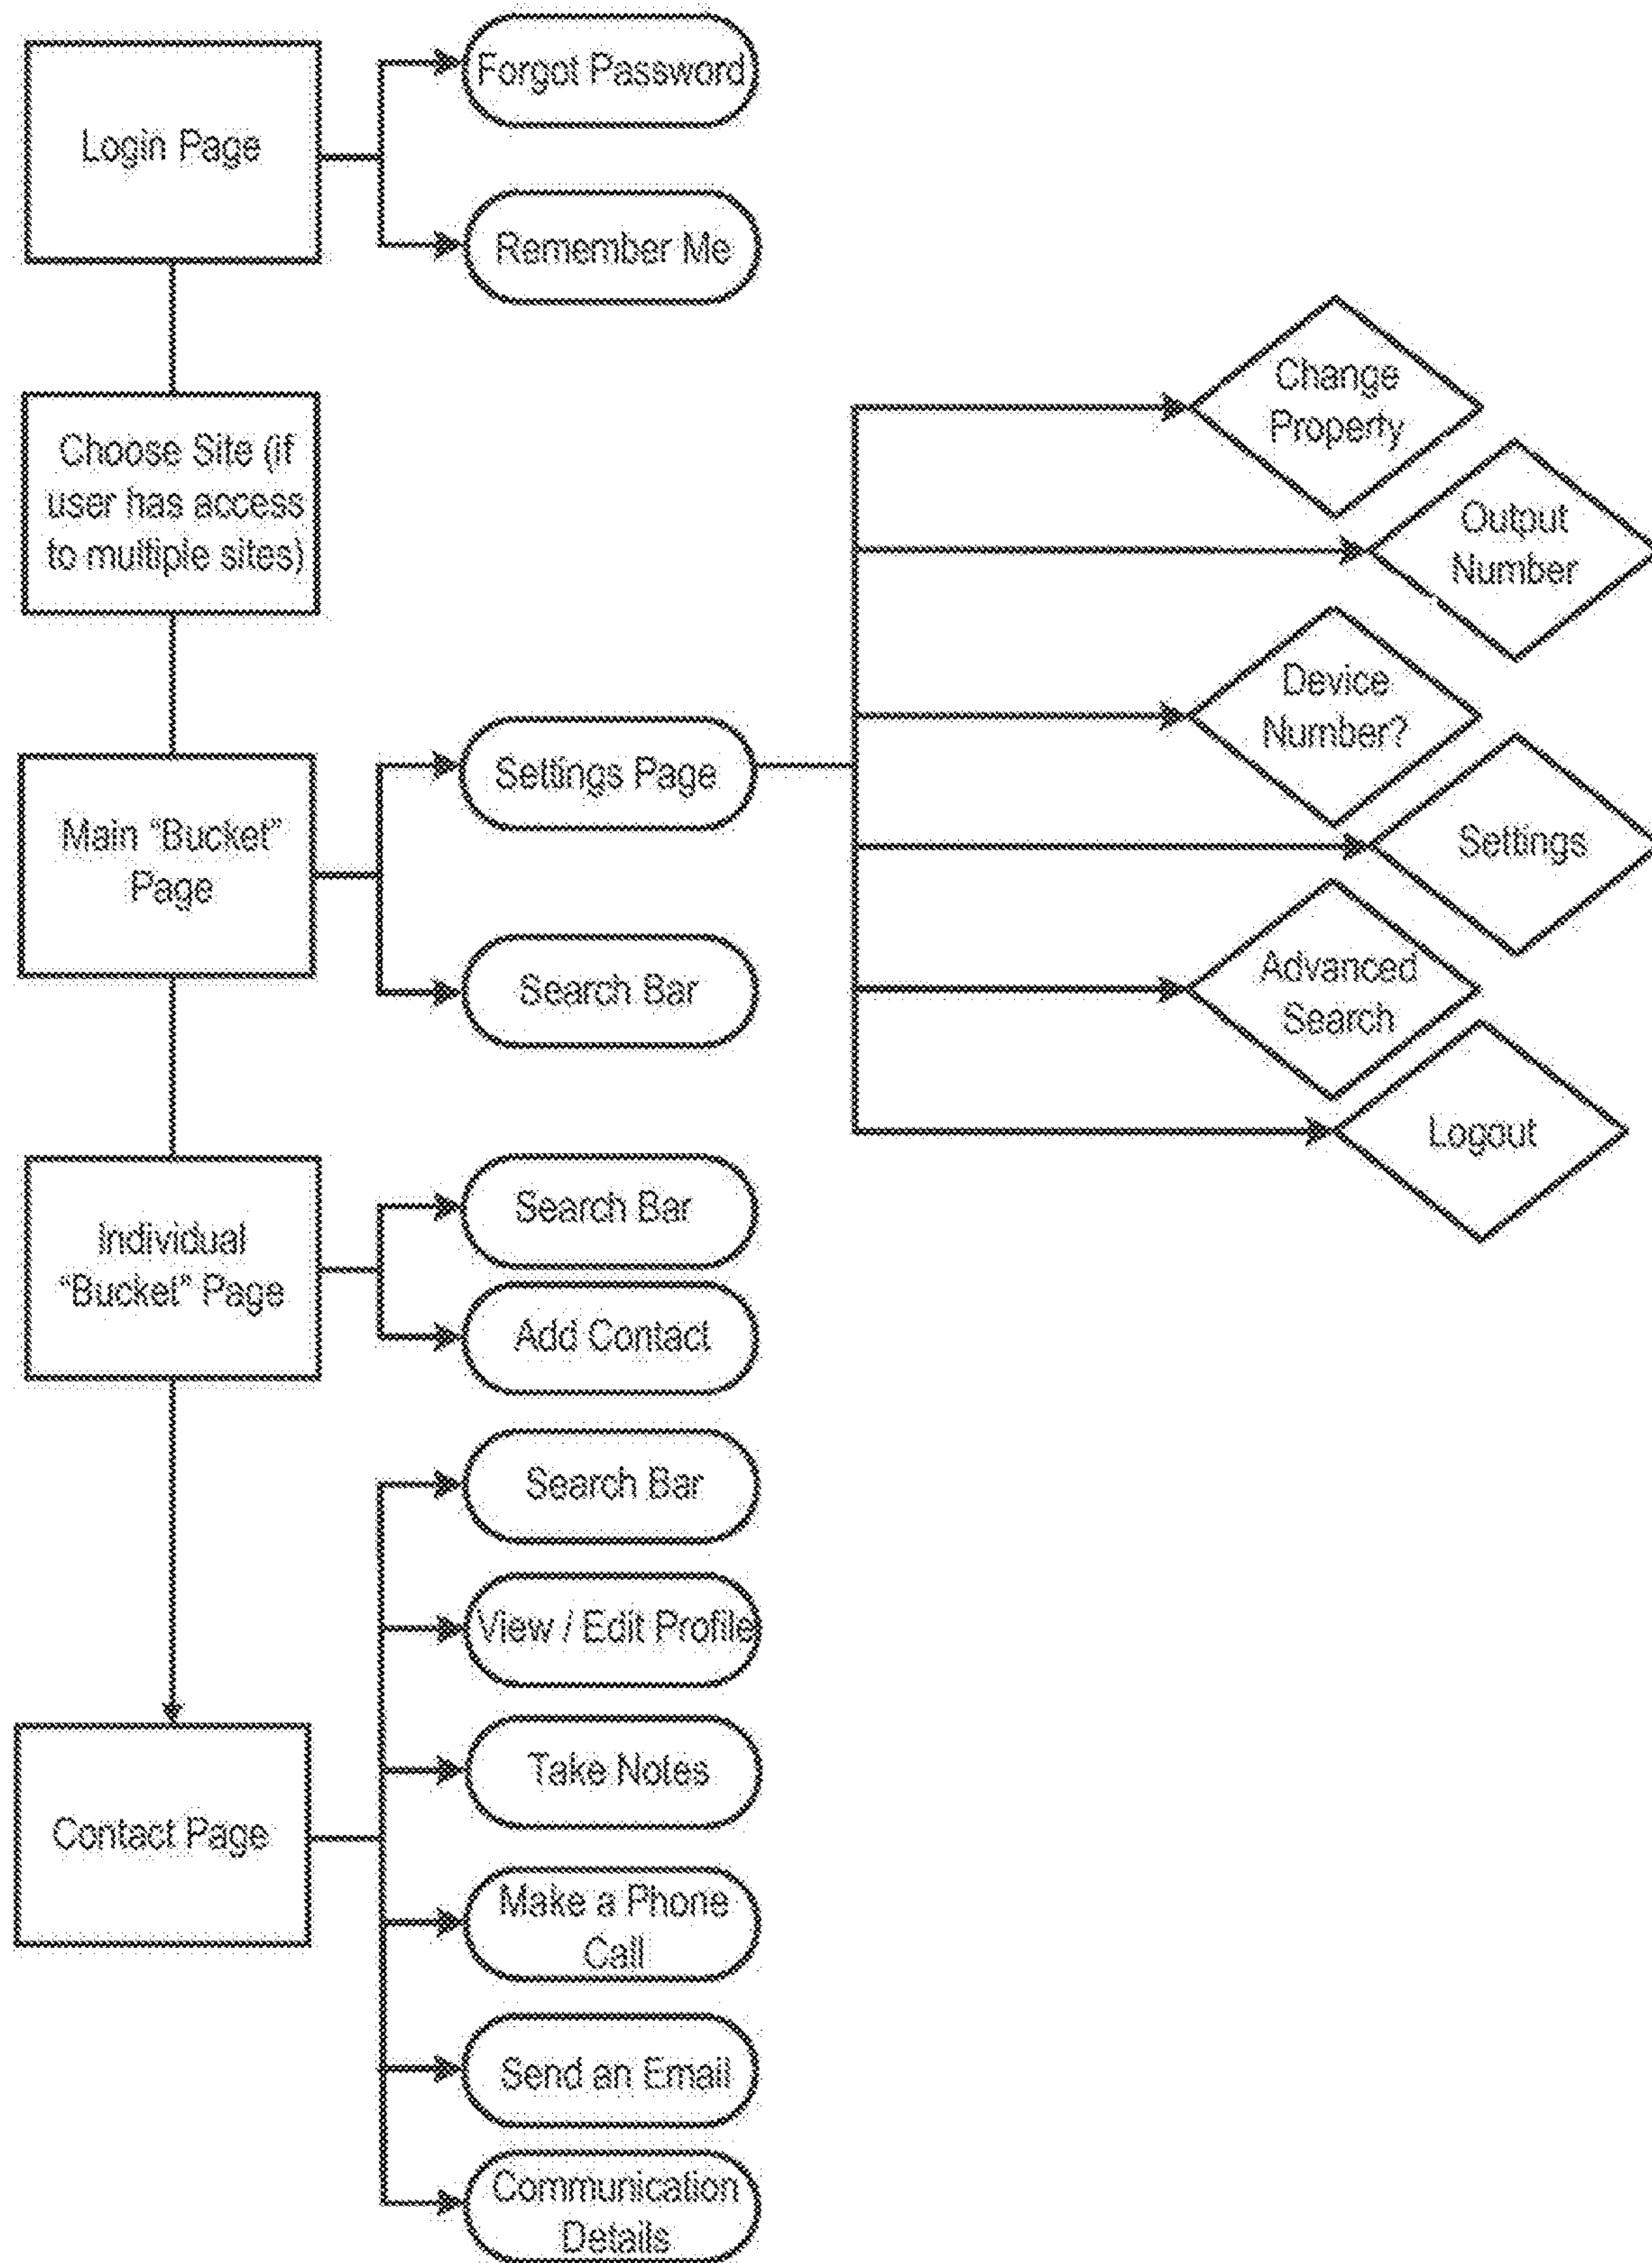 Forgot Password
Login Page
Remember Me
Choose Site (if
user has access
to multiple sites)
Change
Property
Output
Number
Device
Number?
Settings
Advanced
Search
Logout
Main “Bucket”
Page
Settings Page
Search Bar
Individual
“Bucket” Page
Search Bar
Add Contact
Contact Page
Search Bar
View / Edit Profile
Take Notes
Make a Phone
Call
Send an Email
Communication
Details